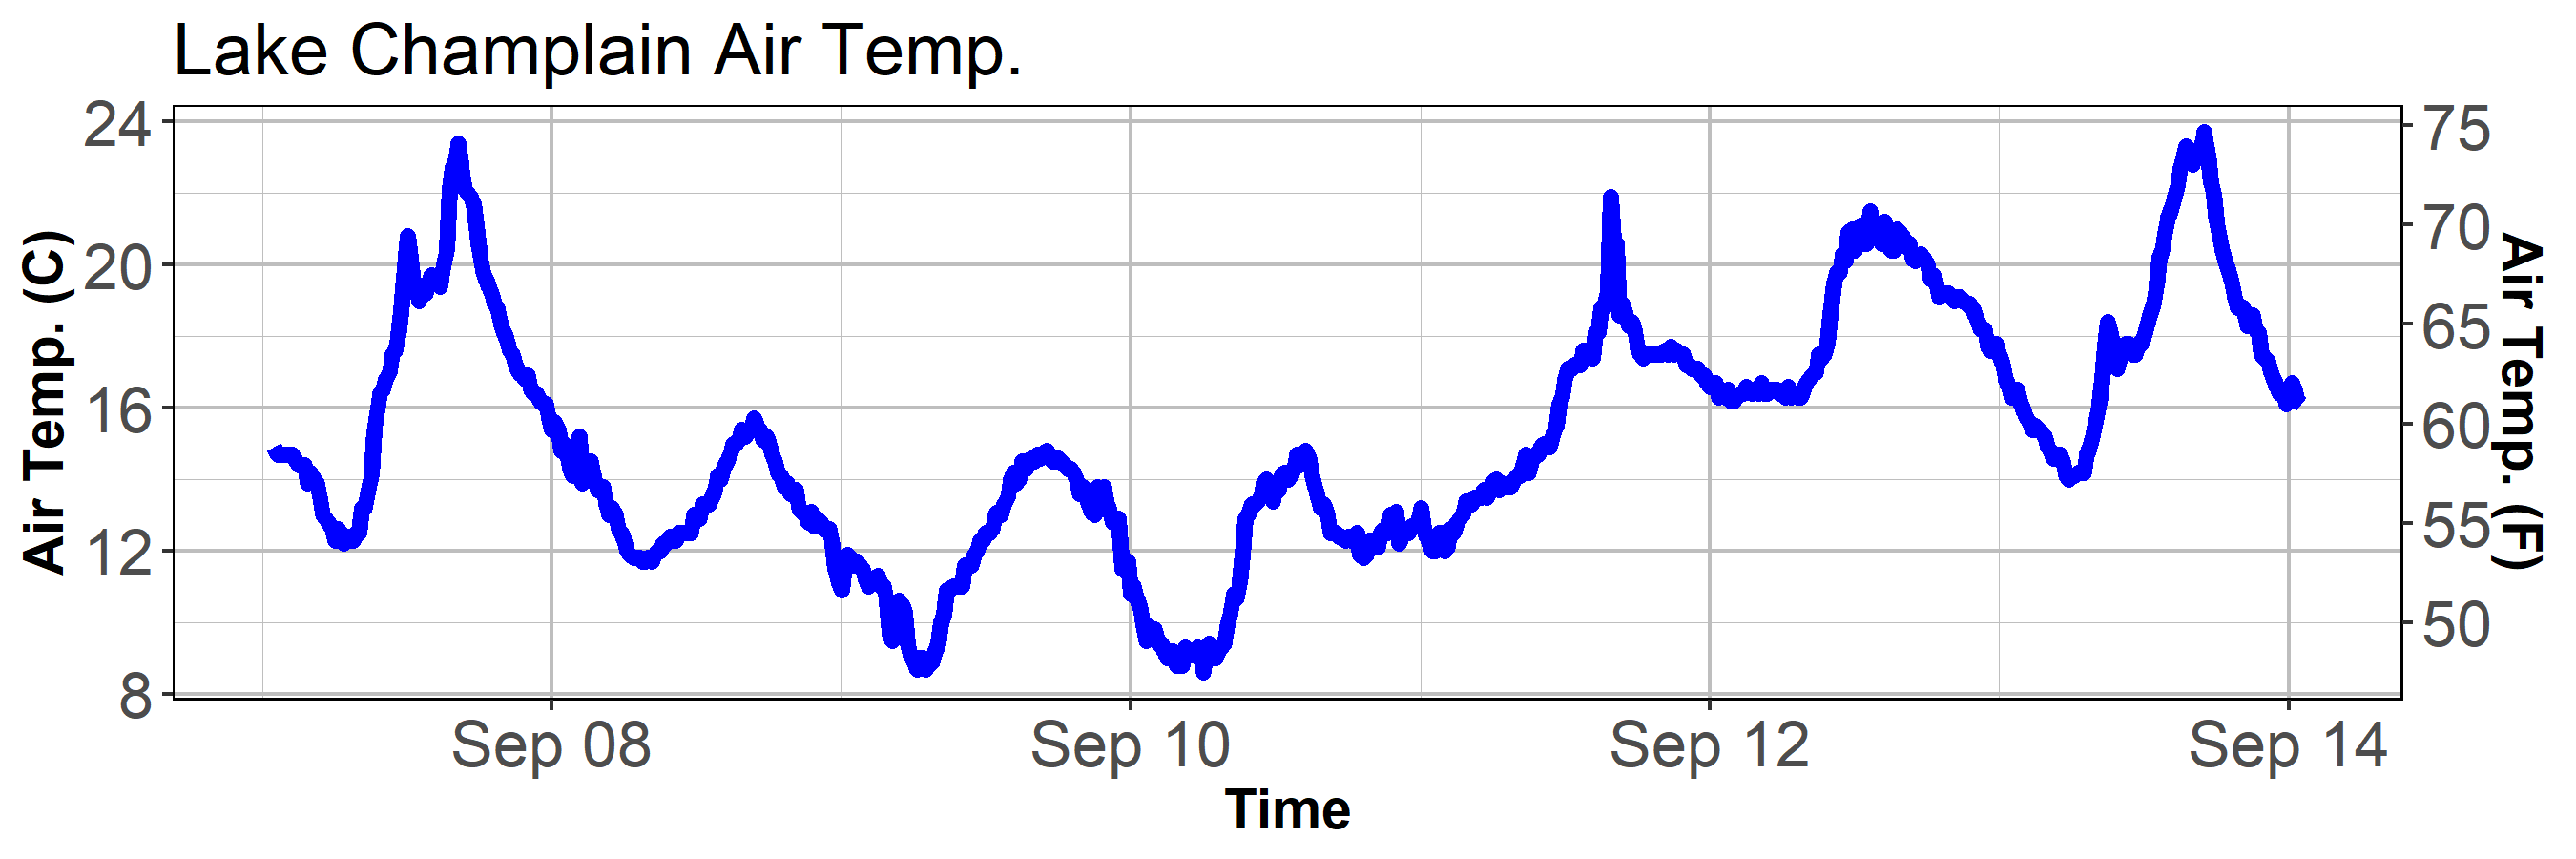 Lake Champlain Air Temp.
Air Temp. (C)
24
20
16
12
8
75
70
65
60
55
50
Air Temp. (F)
Sep 08
Sep 10
Sep 12
Sep 14
Time